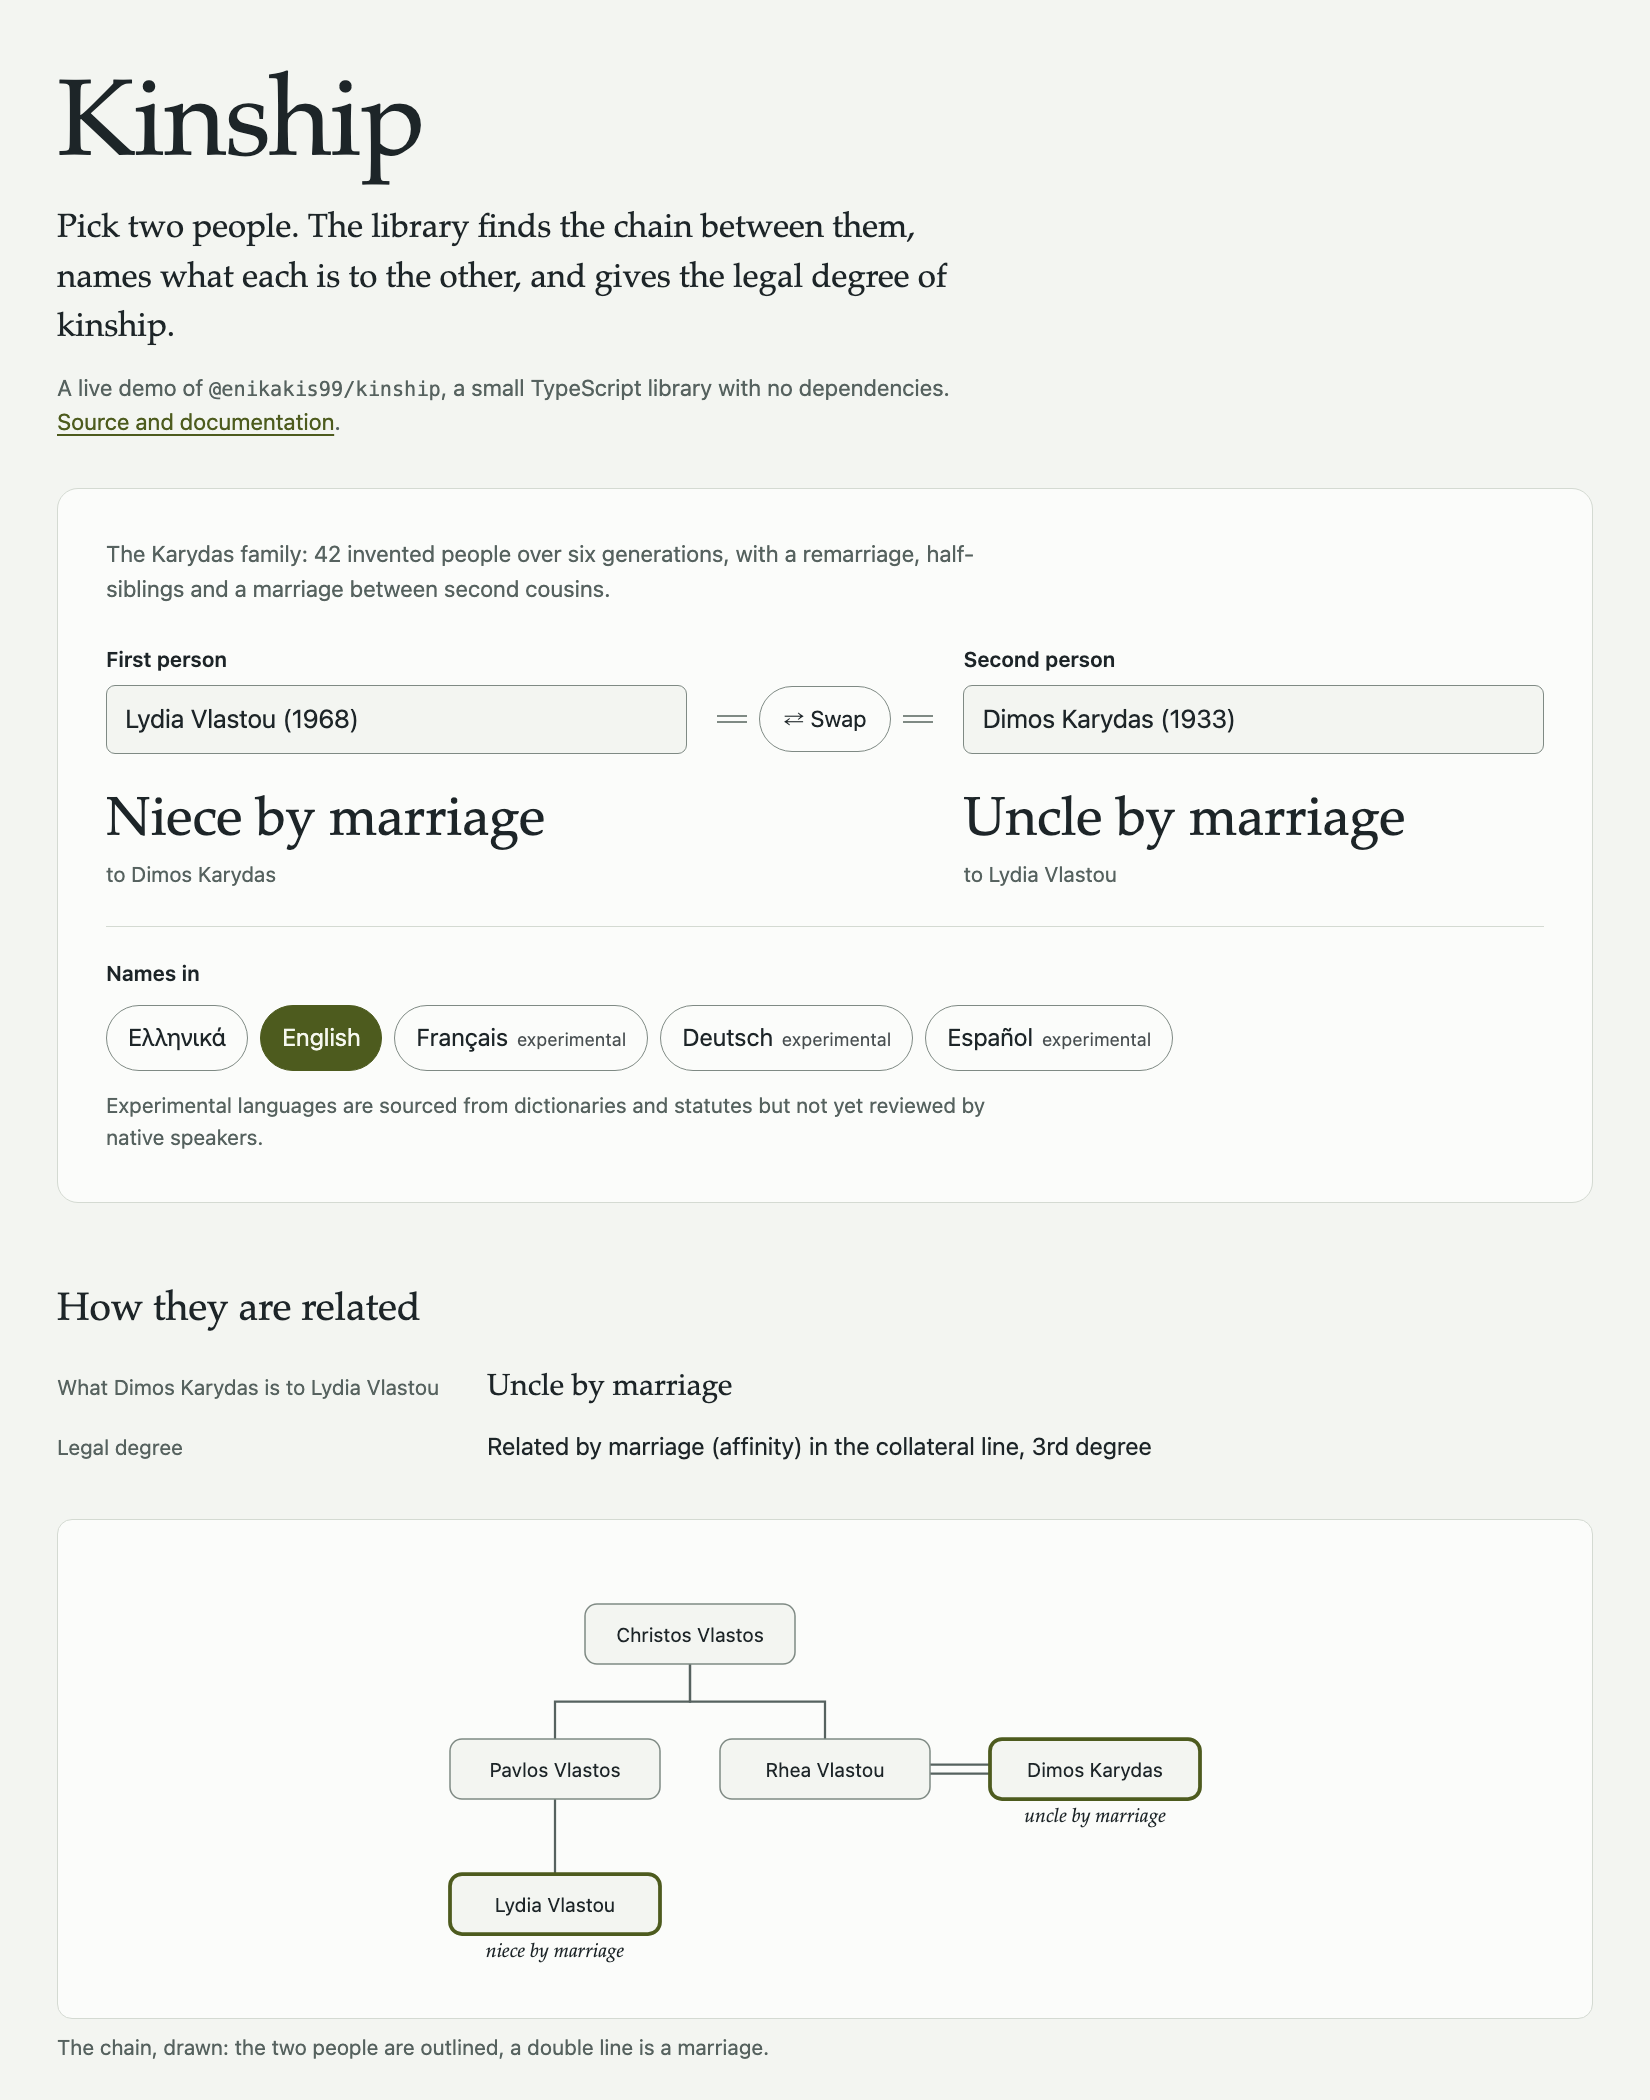 Kinship
Pick two people. The library finds the chain between them,
names what each is to the other, and gives the legal degree of
kinship.
A live demo of @enikakis99/kinship, a small TypeScript library with no dependencies.
Source and documentation.
The Karydas family: 42 invented people over six generations, with a remarriage, half-
siblings and a marriage between second cousins.
First person
Lydia Vlastou (1968)
⇄ Swap
Second person
Dimos Karydas (1933)
Niece by marriage
to Dimos Karydas
Uncle by marriage
to Lydia Vlastou
Names in
Ελληνικά
English
Français experimental
Deutsch experimental
Español experimental
Experimental languages are sourced from dictionaries and statutes but not yet reviewed by
native speakers.
How they are related
What Dimos Karydas is to Lydia Vlastou
Uncle by marriage
Legal degree
Related by marriage (affinity) in the collateral line, 3rd degree
Christos Vlastos
Pavlos Vlastos
Rhea Vlastou
Dimos Karydas
uncle by marriage
Lydia Vlastou
niece by marriage
The chain, drawn: the two people are outlined, a double line is a marriage.